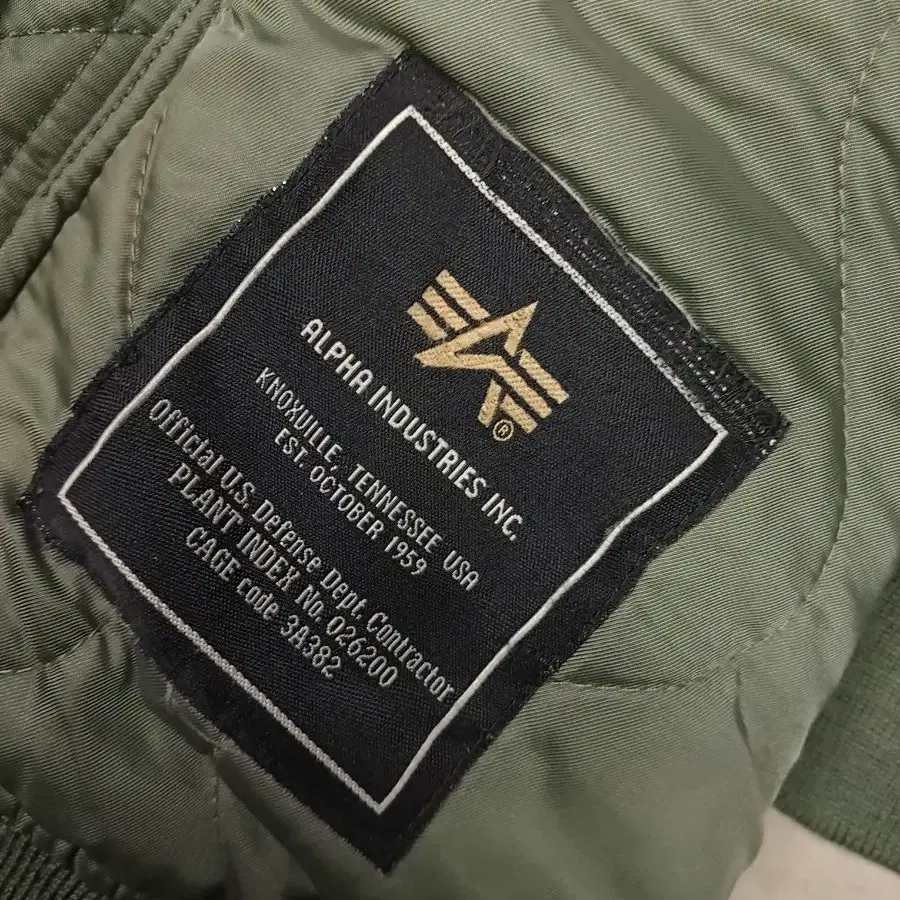 ®
ALPHA INDUSTRIES INC.
KNOXVILLE, TENNESSEE USA
EST. OCTOBER 1959
Official U.S. Defense Dept. Contractor
PLANT INDEX No. 026200
CAGE code 3A382